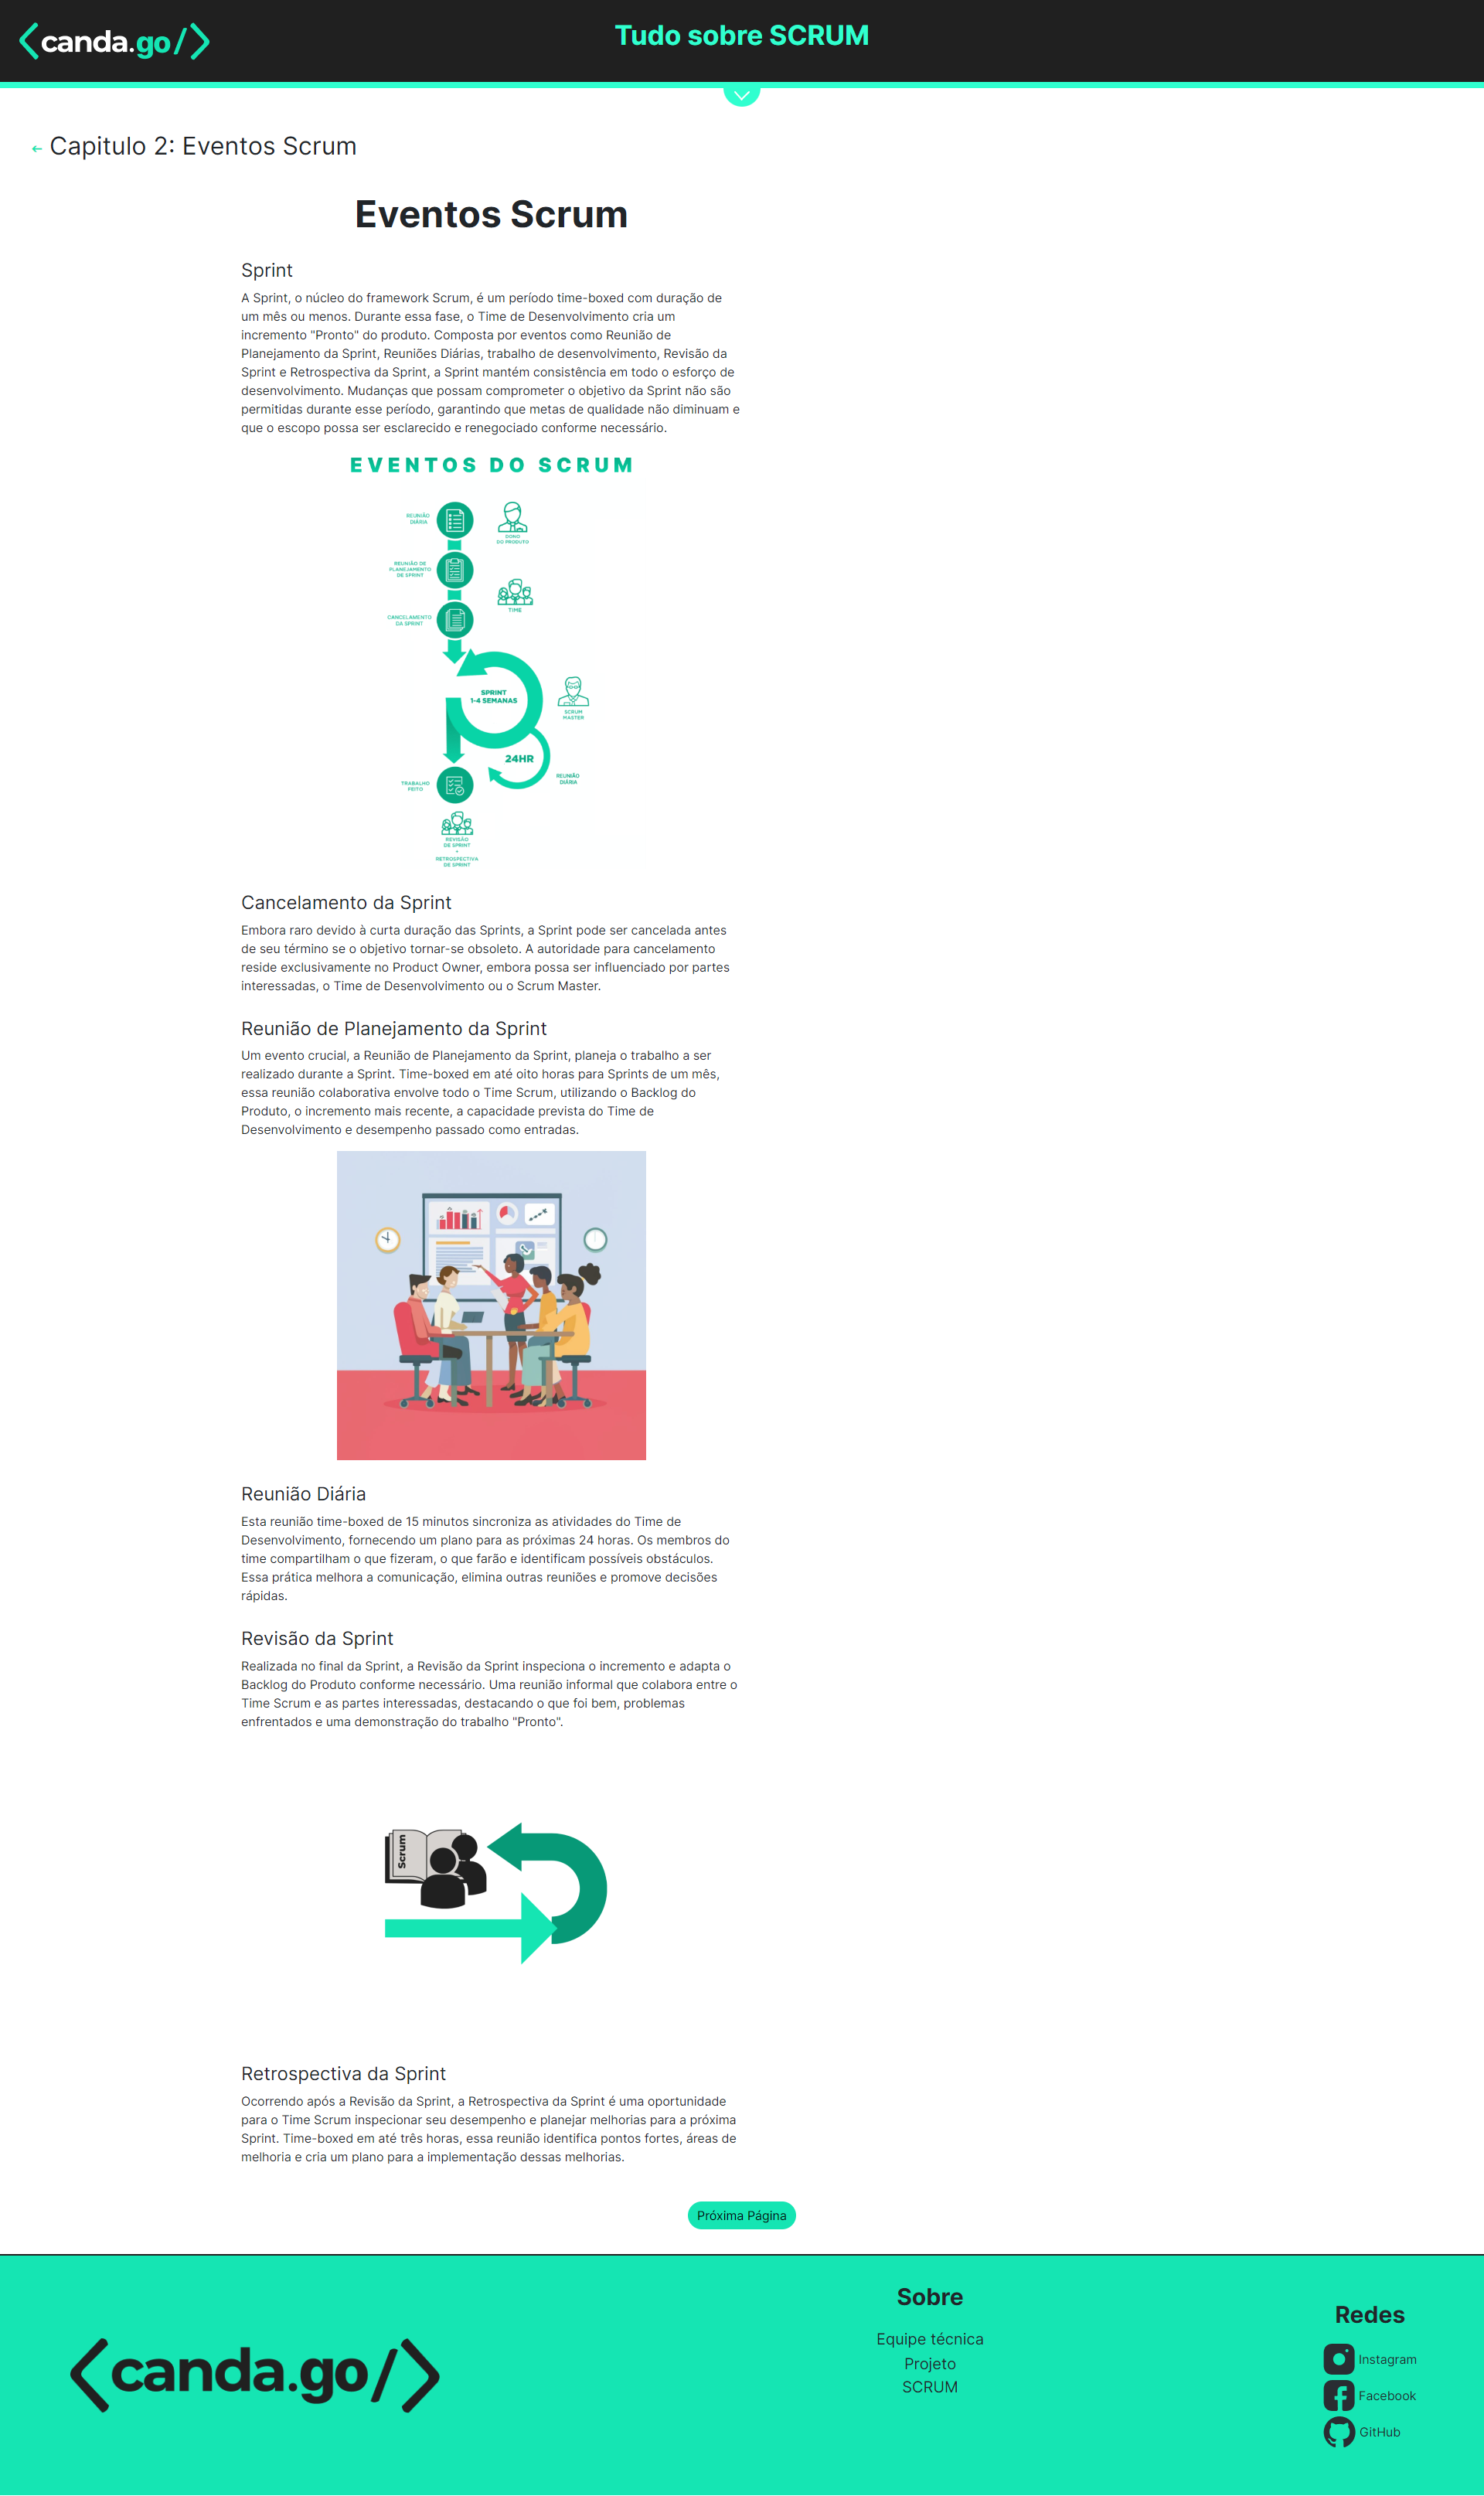 <canda.go/>
Tudo sobre SCRUM
← Capitulo 2: Eventos Scrum
Eventos Scrum
Sprint
A Sprint, o núcleo do framework Scrum, é um período time-boxed com duração de
um mês ou menos. Durante essa fase, o Time de Desenvolvimento cria um
incremento "Pronto" do produto. Composta por eventos como Reunião de
Planejamento da Sprint, Reuniões Diárias, trabalho de desenvolvimento, Revisão da
Sprint e Retrospectiva da Sprint, a Sprint mantém consistência em todo o esforço de
desenvolvimento. Mudanças que possam comprometer o objetivo da Sprint não são
permitidas durante esse período, garantindo que metas de qualidade não diminuam e
que o escopo possa ser esclarecido e renegociado conforme necessário.
EVENTOS DO SCRUM
REUNIÃO
DIÁRIA
DONO
DO PRODUTO
REUNIÃO DE
PLANEJAMENTO
DE SPRINT
TIME
CANCELAMENTO
DA SPRINT
SPRINT
1-4 SEMANAS
SCRUM
MASTER
24HR
REUNIÃO
DIÁRIA
TRABALHO
FEITO
REVISÃO
DE SPRINT
+
RETROSPECTIVA
DE SPRINT
Cancelamento da Sprint
Embora raro devido à curta duração das Sprints, a Sprint pode ser cancelada antes
de seu término se o objetivo tornar-se obsoleto. A autoridade para cancelamento
reside exclusivamente no Product Owner, embora possa ser influenciado por partes
interessadas, o Time de Desenvolvimento ou o Scrum Master.
Reunião de Planejamento da Sprint
Um evento crucial, a Reunião de Planejamento da Sprint, planeja o trabalho a ser
realizado durante a Sprint. Time-boxed em até oito horas para Sprints de um mês,
essa reunião colaborativa envolve todo o Time Scrum, utilizando o Backlog do
Produto, o incremento mais recente, a capacidade prevista do Time de
Desenvolvimento e desempenho passado como entradas.
Reunião Diária
Esta reunião time-boxed de 15 minutos sincroniza as atividades do Time de
Desenvolvimento, fornecendo um plano para as próximas 24 horas. Os membros do
time compartilham o que fizeram, o que farão e identificam possíveis obstáculos.
Essa prática melhora a comunicação, elimina outras reuniões e promove decisões
rápidas.
Revisão da Sprint
Realizada no final da Sprint, a Revisão da Sprint inspeciona o incremento e adapta o
Backlog do Produto conforme necessário. Uma reunião informal que colabora entre o
Time Scrum e as partes interessadas, destacando o que foi bem, problemas
enfrentados e uma demonstração do trabalho "Pronto".
Scrum
Retrospectiva da Sprint
Ocorrendo após a Revisão da Sprint, a Retrospectiva da Sprint é uma oportunidade
para o Time Scrum inspecionar seu desempenho e planejar melhorias para a próxima
Sprint. Time-boxed em até três horas, essa reunião identifica pontos fortes, áreas de
melhoria e cria um plano para a implementação dessas melhorias.
Próxima Página
<canda.go/>
Sobre
Equipe técnica
Projeto
SCRUM
Redes
Instagram
Facebook
GitHub